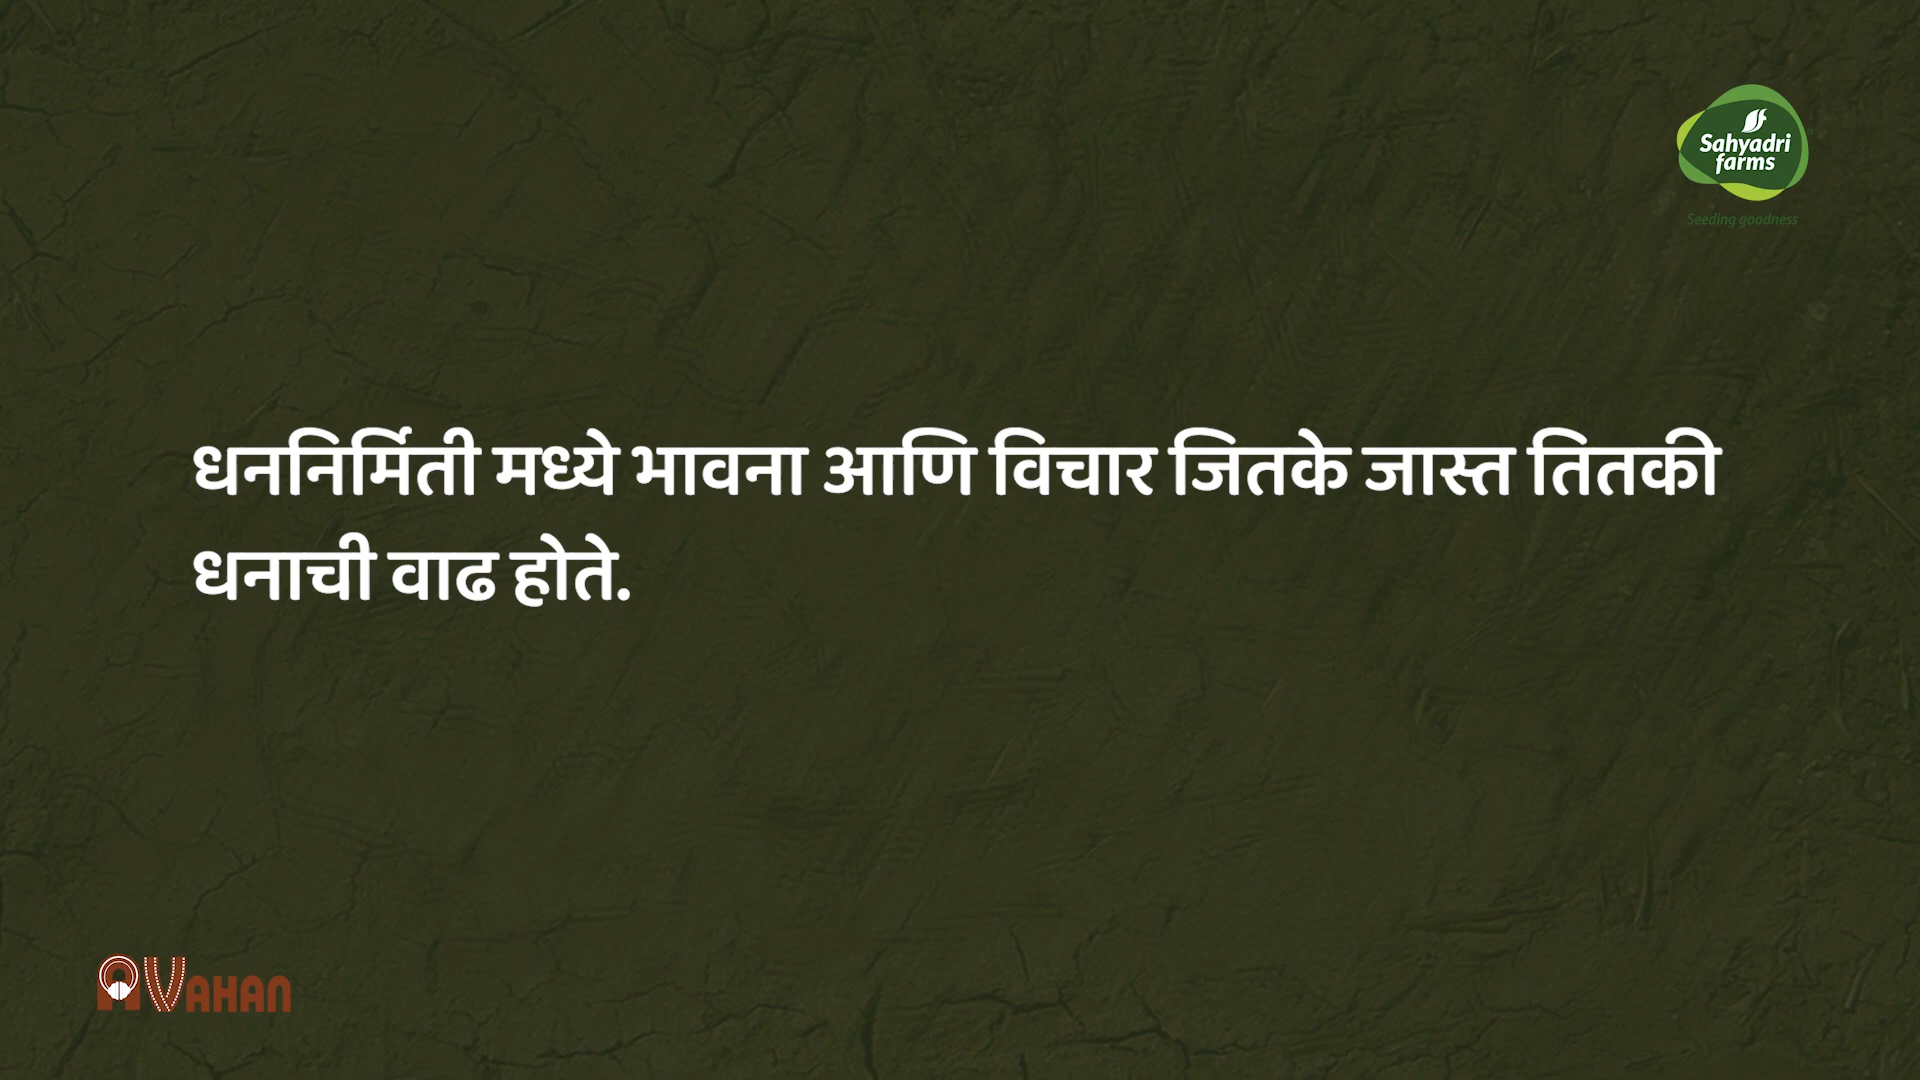 Sahyadri
farms
Seeding goodness
धननिर्मिती मध्ये भावना आणि विचार जितके जास्त तितकी
धनाची वाढ होते.
AVAHAN